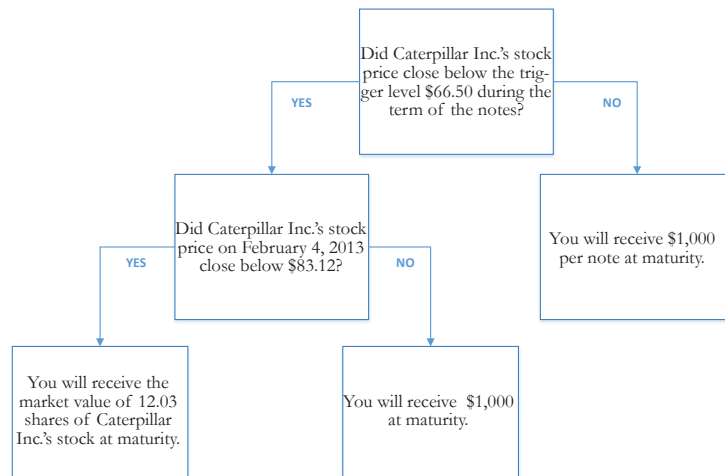 Did Caterpillar Inc.'s stock
price close below the trig-
ger level $66.50 during the
term of the notes?
YES
NO
Did Caterpillar Inc.'s stock
price on February 4, 2013
close below $83.12?
You will receive $1,000
per note at maturity.
YES
NO
You will receive the
market value of 12.03
shares of Caterpillar
Inc.'s stock at maturity.
You will receive $1,000
at maturity.